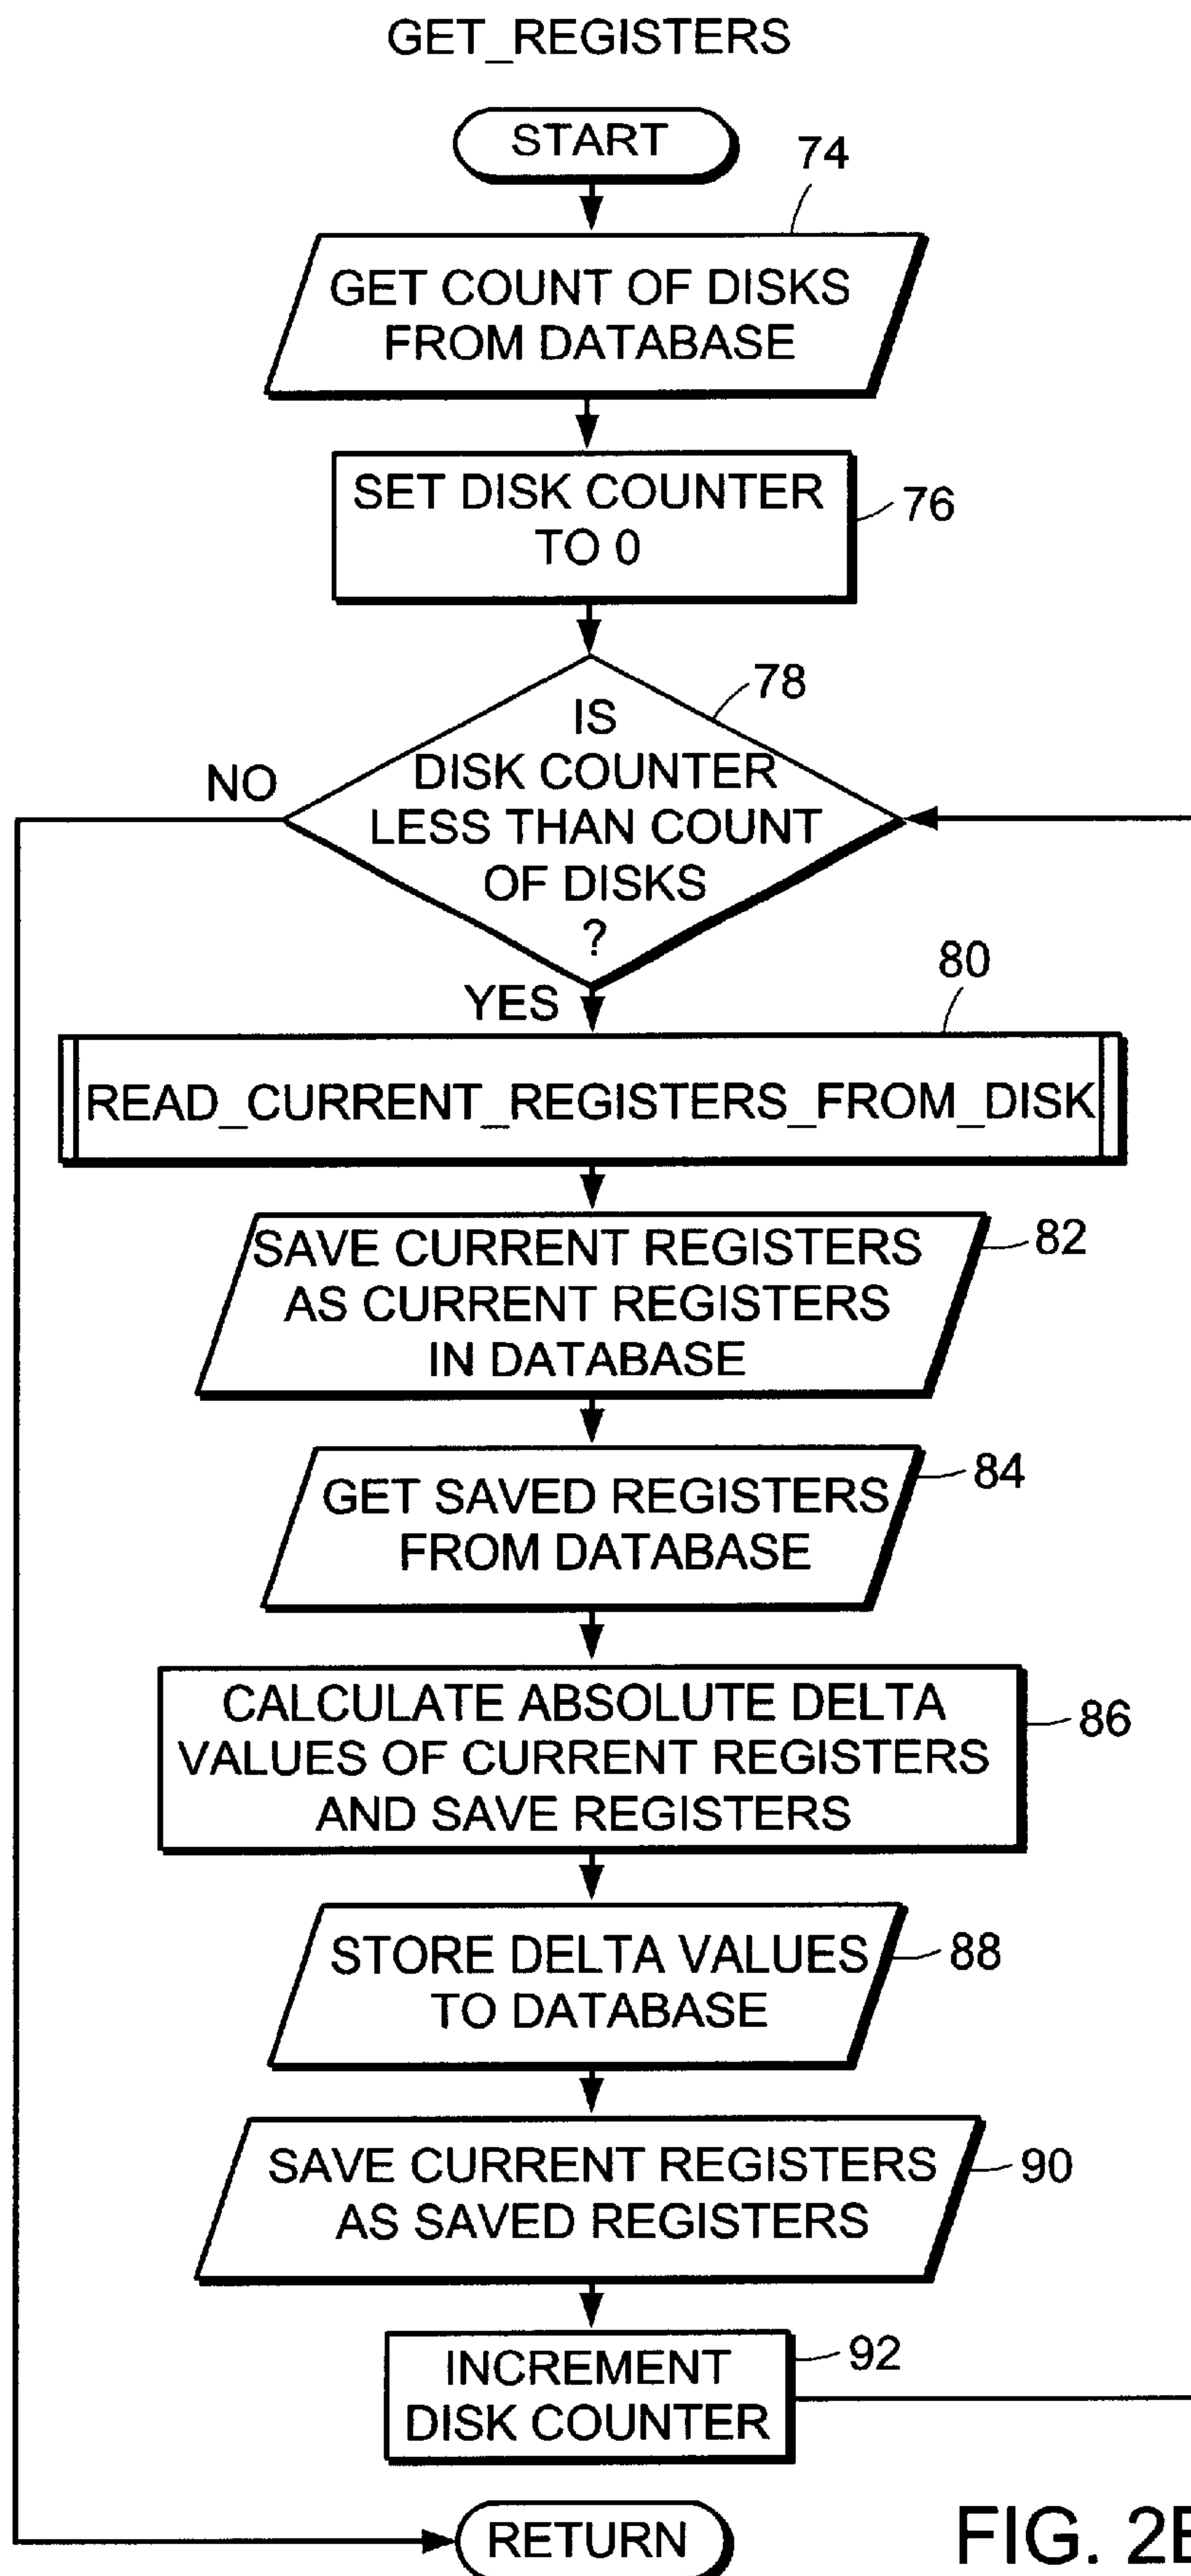 GET_REGISTERS
START
74
GET COUNT OF DISKS
FROM DATABASE
SET DISK COUNTER
TO 0
76
78
IS
DISK COUNTER
LESS THAN COUNT
OF DISKS
?
NO
YES
80
READ_CURRENT_REGISTERS_FROM_DISK
SAVE CURRENT REGISTERS
AS CURRENT REGISTERS
IN DATABASE
82
GET SAVED REGISTERS
FROM DATABASE
84
CALCULATE ABSOLUTE DELTA
VALUES OF CURRENT REGISTERS
AND SAVE REGISTERS
86
STORE DELTA VALUES
TO DATABASE
88
SAVE CURRENT REGISTERS
AS SAVED REGISTERS
90
INCREMENT
DISK COUNTER
92
RETURN
FIG.